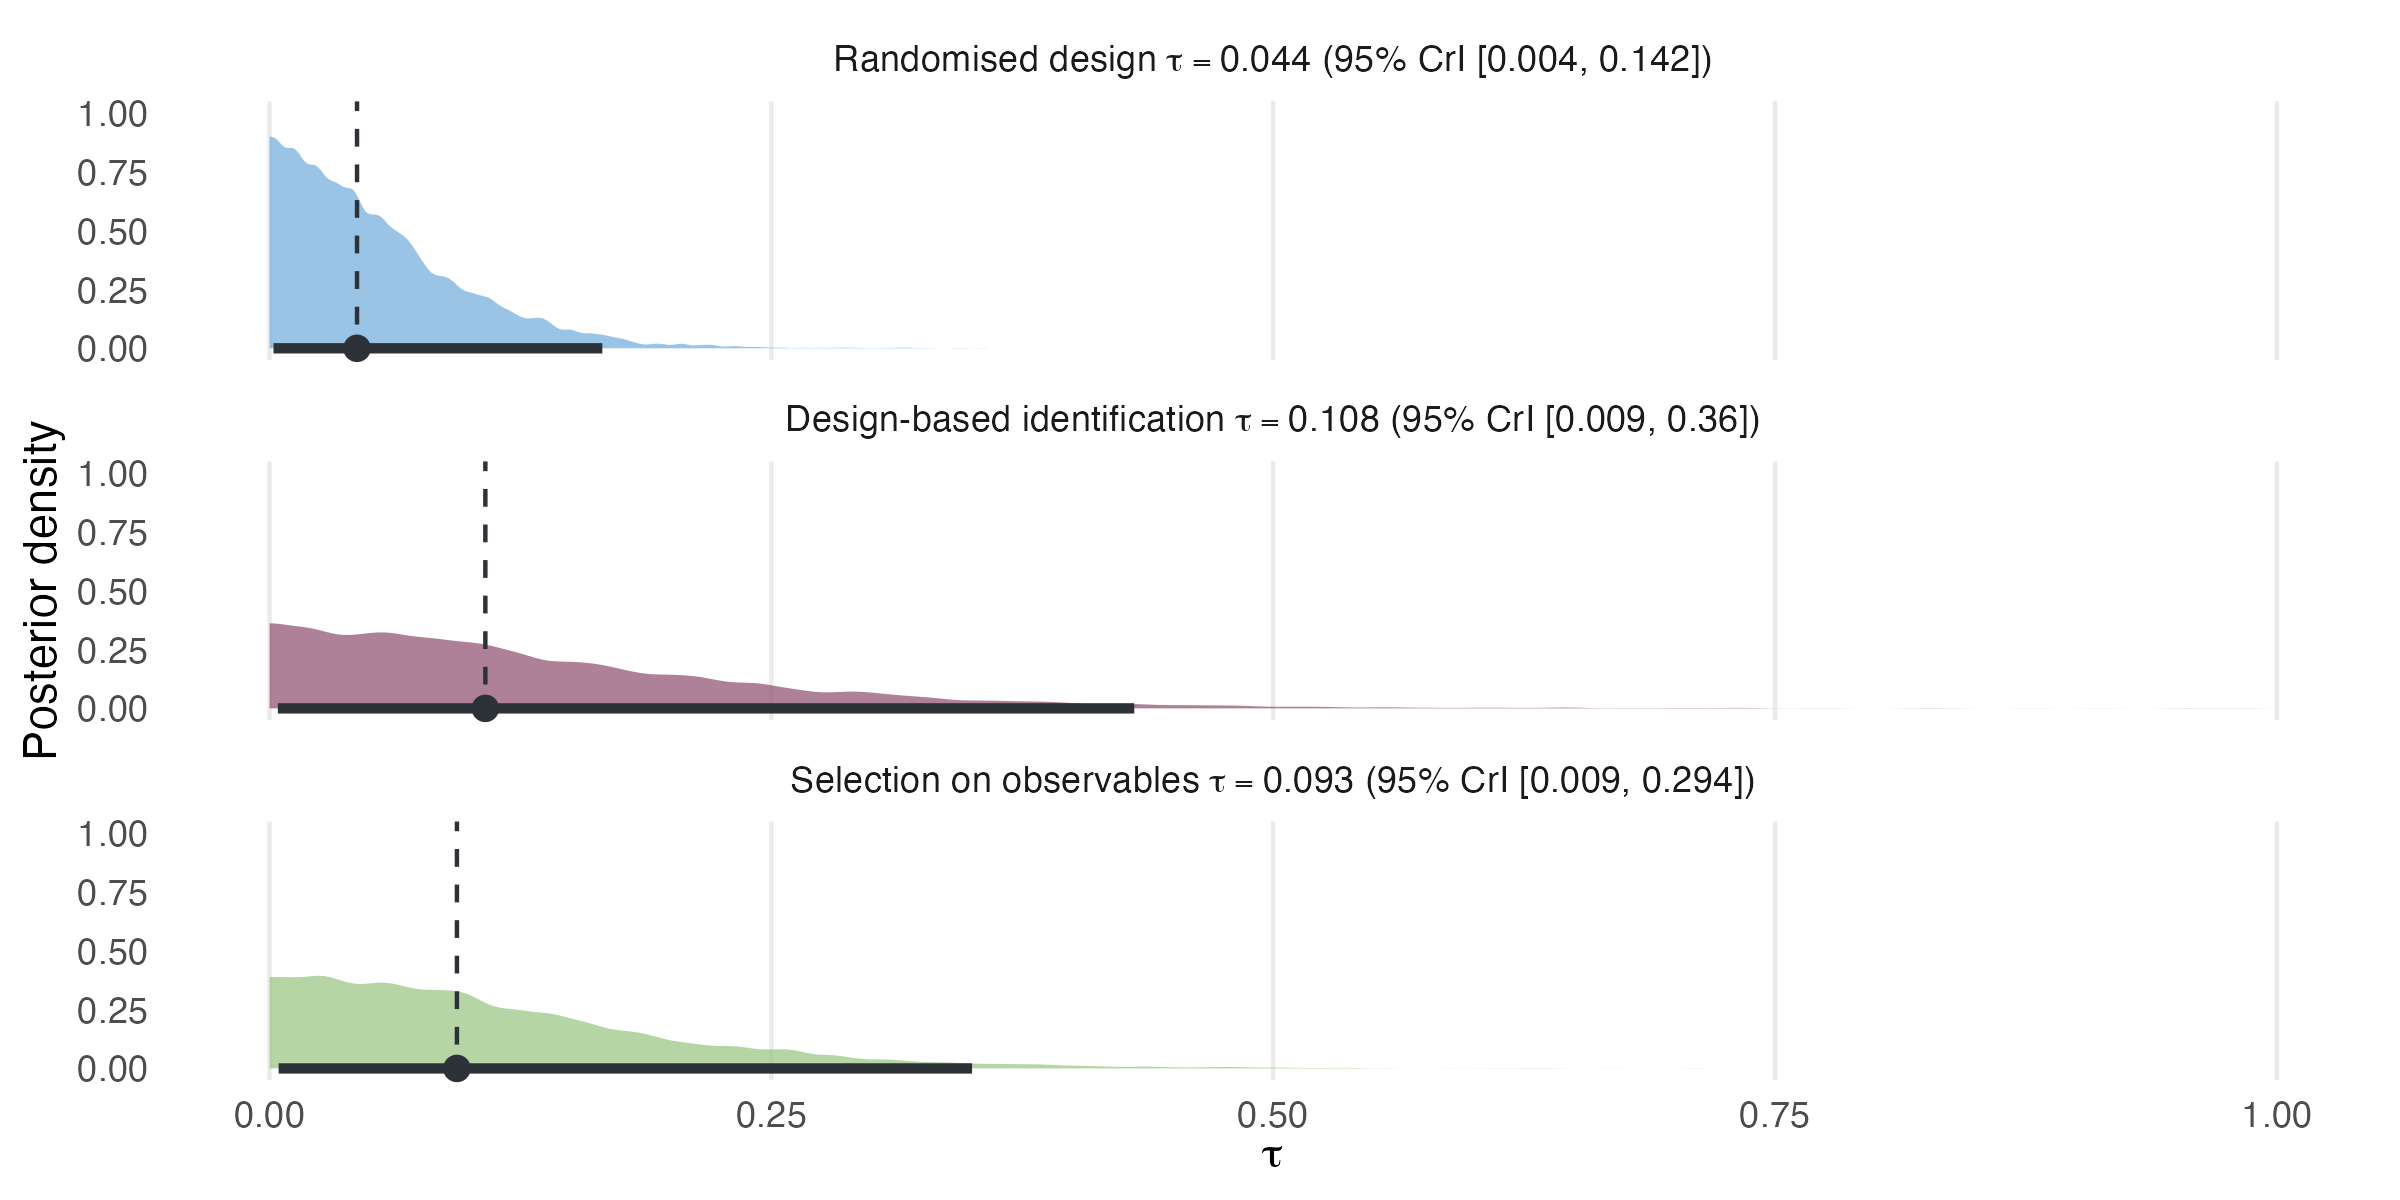 Randomised design τ = 0.044 (95% CrI [0.004, 0.142])
1.00
0.75
0.50
0.25
0.00
Design-based identification τ = 0.108 (95% CrI [0.009, 0.36])
1.00
0.75
0.50
0.25
0.00
Posterior density
Selection on observables τ = 0.093 (95% CrI [0.009, 0.294])
1.00
0.75
0.50
0.25
0.00
0.00 0.25 0.50 0.75 1.00
τ